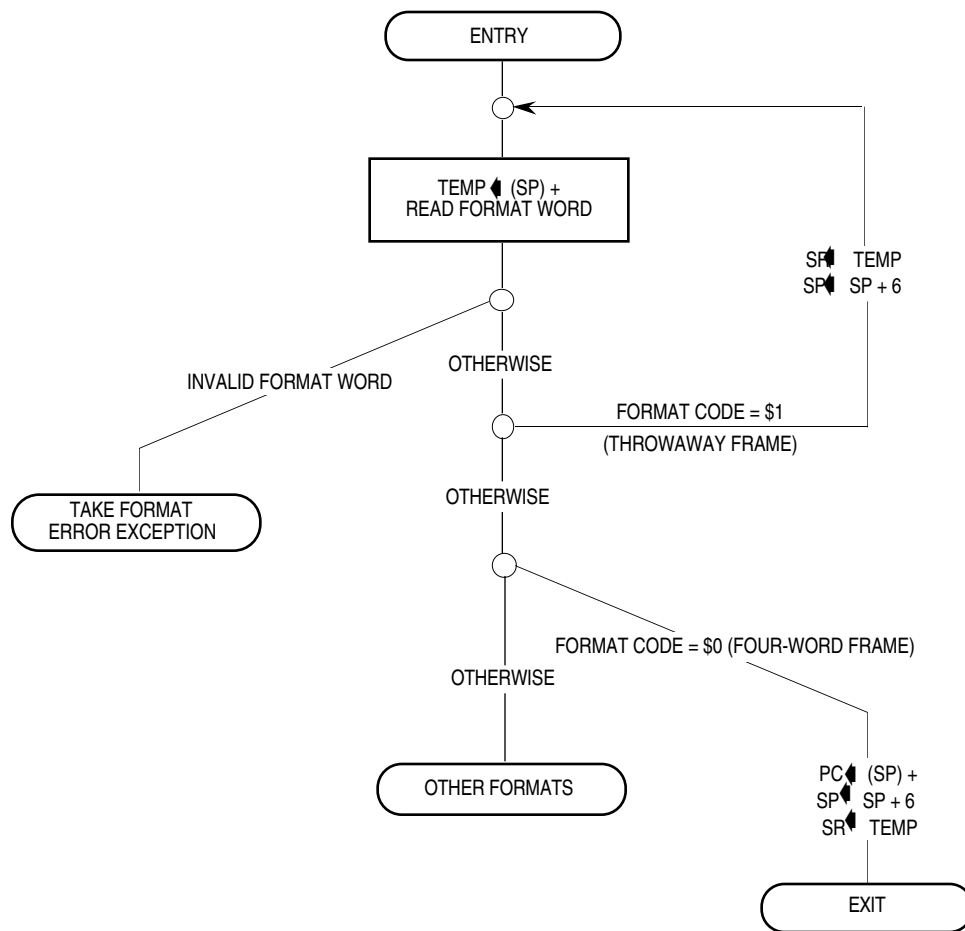 ENTRY
TEMP (SP) +
READ FORMAT WORD
SR TEMP
SP SP + 6
OTHERWISE
INVALID FORMAT WORD
FORMAT CODE = $1
(THROWAWAY FRAME)
TAKE FORMAT
ERROR EXCEPTION
OTHERWISE
FORMAT CODE = $0 (FOUR-WORD FRAME)
OTHERWISE
OTHER FORMATS
PC (SP) +
SP SP + 6
SR TEMP
EXIT